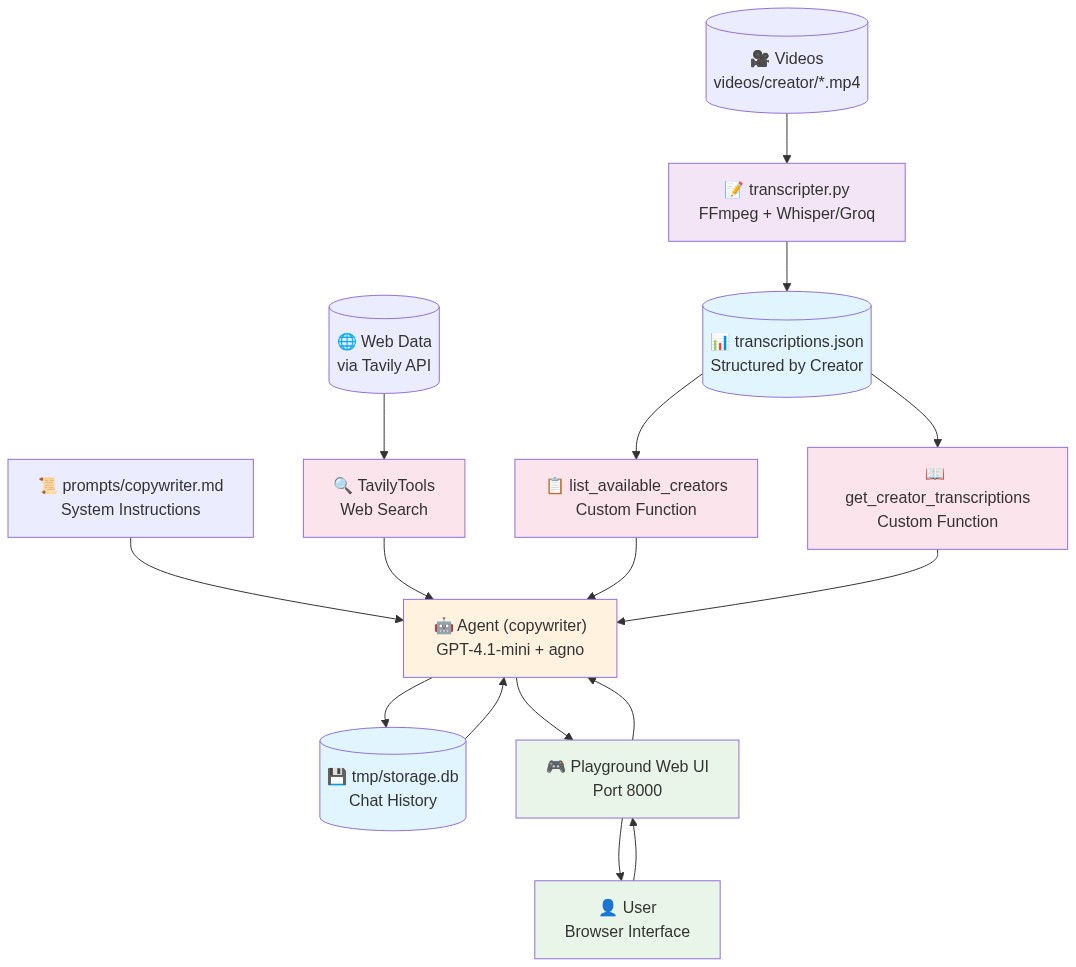 🎥 Videos
videos/creator/*.mp4
📝 transcripter.py
FFmpeg + Whisper/Groq
🌐 Web Data
via Tavily API
📊 transcriptions.json
Structured by Creator
📜 prompts/copywriter.md
System Instructions
🔍 TavilyTools
Web Search
📋 list_available_creators
Custom Function
📖
get_creator_transcriptions
Custom Function
🤖 Agent (copywriter)
GPT-4.1-mini + agno
💾 tmp/storage.db
Chat History
🎮 Playground Web UI
Port 8000
👤 User
Browser Interface